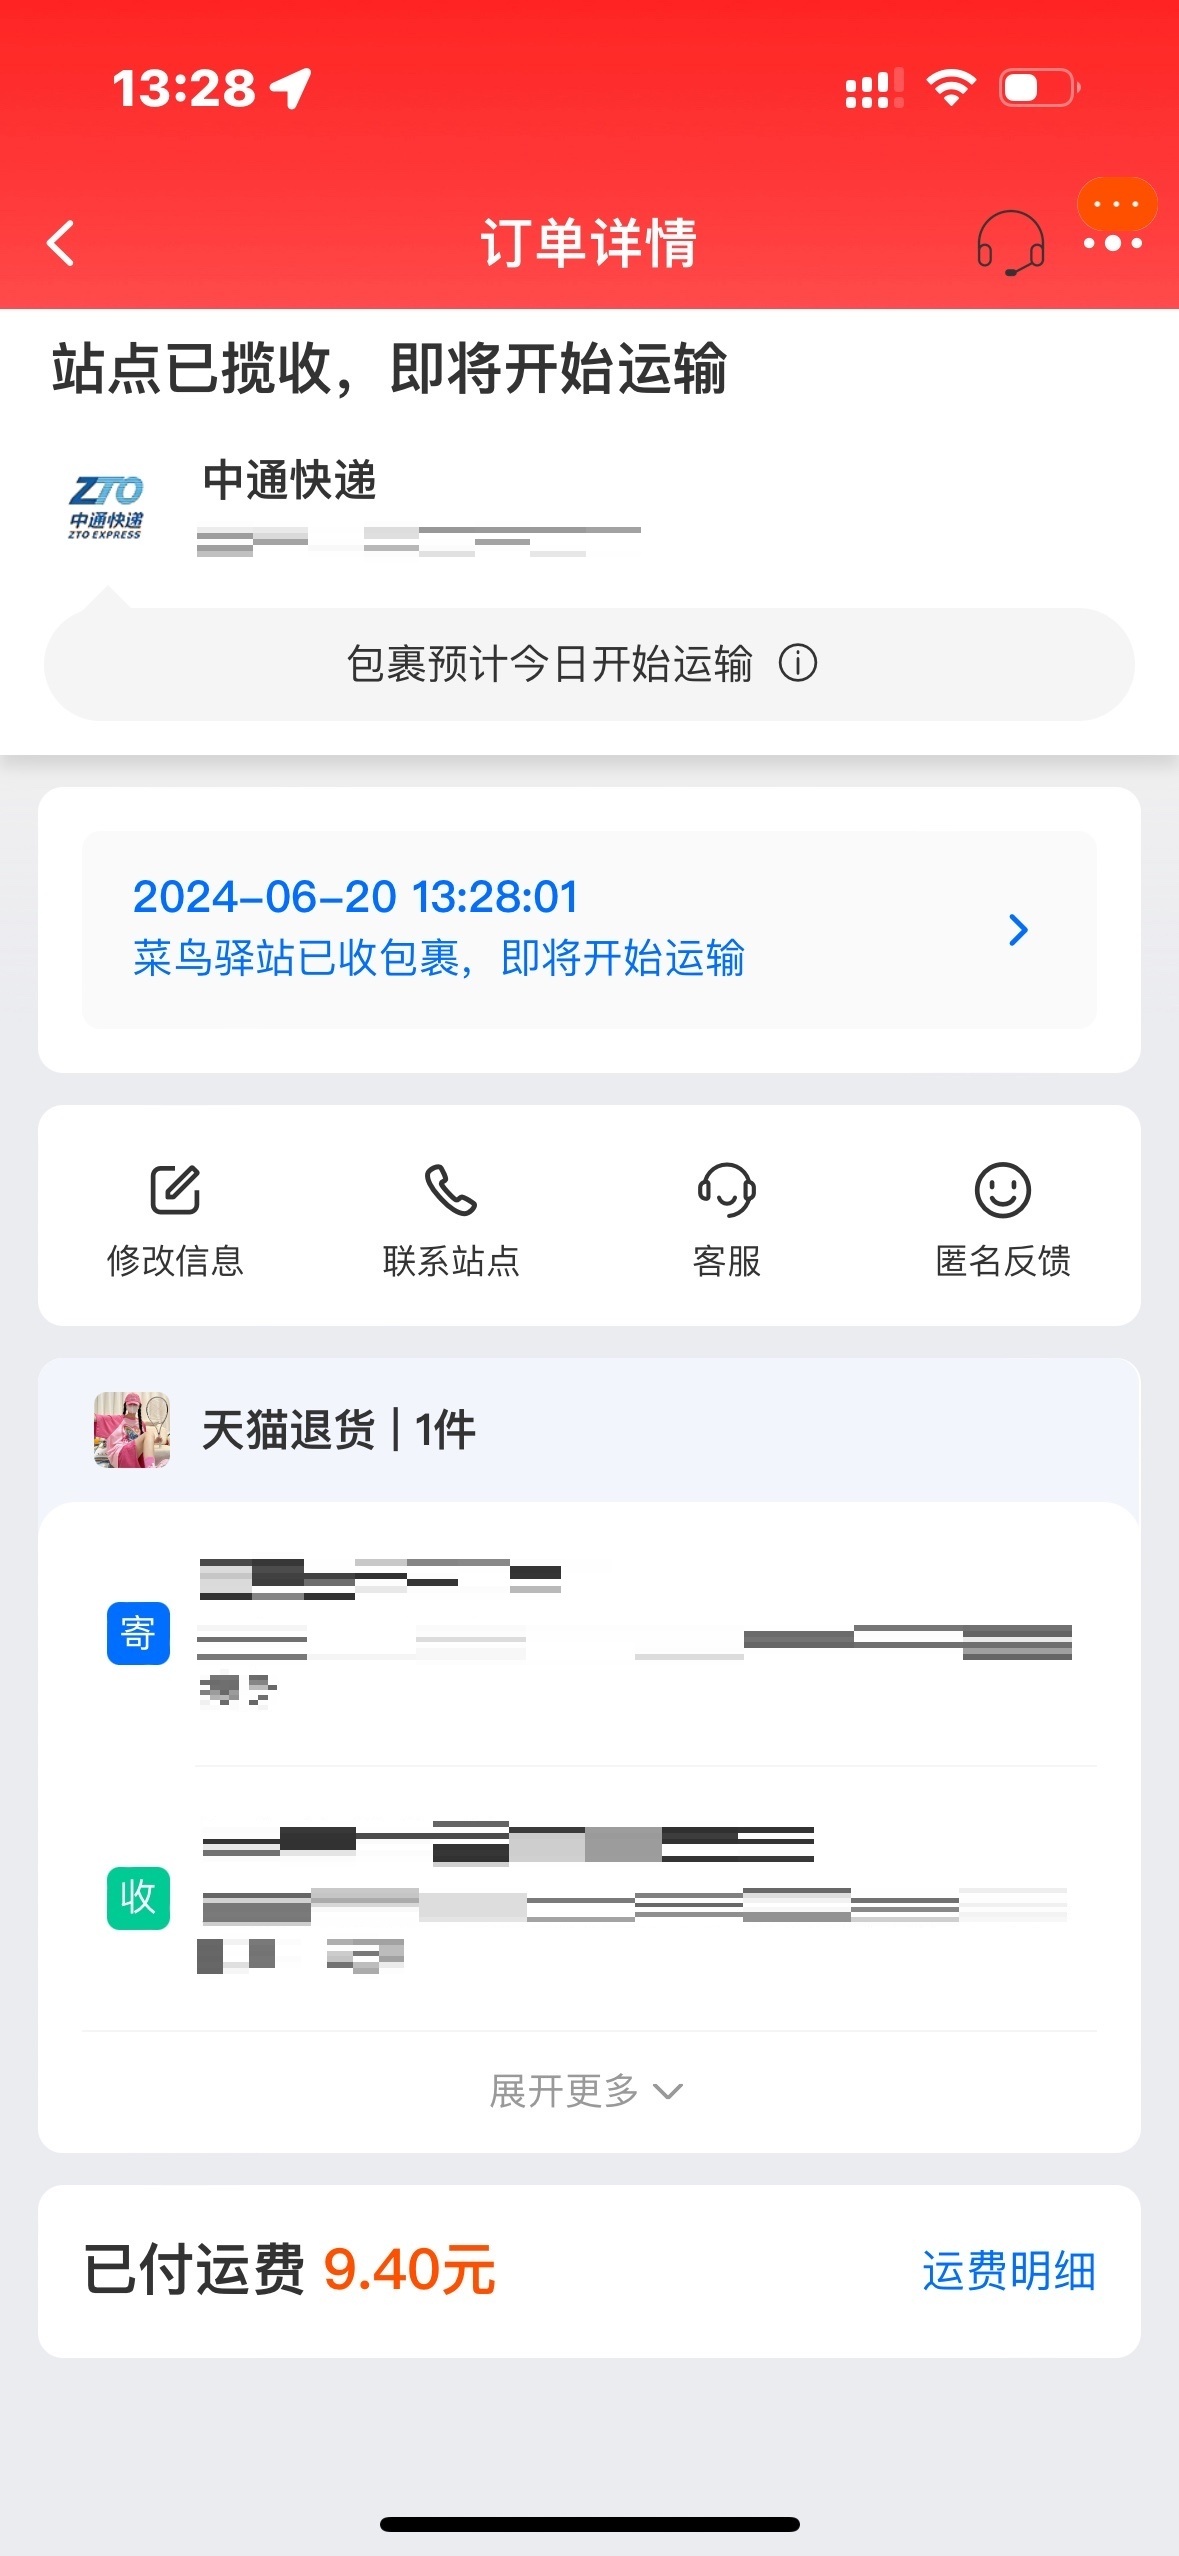 13:28
订单详情
站点已揽收，即将开始运输
ZTO
中通快递
ZTO EXPRESS
中通快递
包裹预计今日开始运输
2024-06-20 13:28:01
菜鸟驿站已收包裹，即将开始运输
修改信息
联系站点
客服
匿名反馈
天猫退货 | 1件
寄
收
展开更多
已付运费 9.40元
运费明细